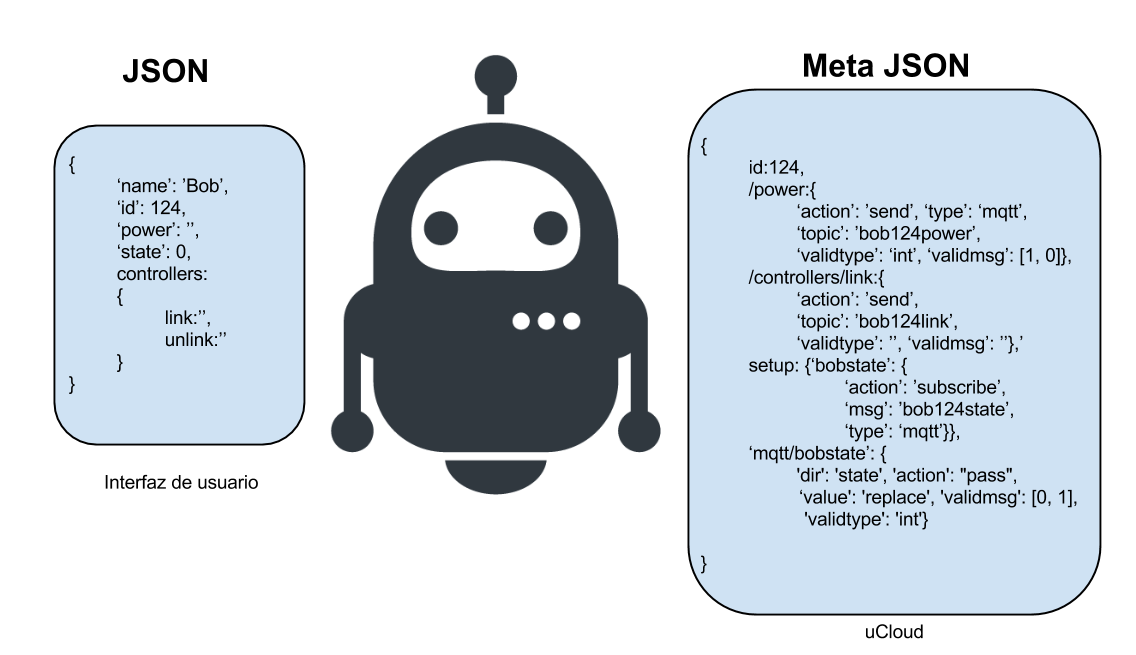 JSON
{
‘name’: ’Bob’,
‘id’: 124,
‘power’: ’’,
‘state’: 0,
controllers:
{
link:’’,
unlink:’’
}
}
Interfaz de usuario
Meta JSON
{
id:124,
/power:{
‘action’: ’send’, ‘type’: ‘mqtt’,
‘topic’: ’bob124power’,
‘validtype’: ‘int’, ‘validmsg’: [1, 0]},
/controllers/link:{
‘action’: ’send’,
‘topic’: ’bob124link’,
‘validtype’: ’’, ‘validmsg’: ’’},’
setup: {‘bobstate’: {
‘action’: ’subscribe’,
‘msg’: ’bob124state’,
‘type’: ‘mqtt’}},
‘mqtt/bobstate’: {
'dir': 'state', 'action': "pass",
‘value': 'replace', 'validmsg': [0, 1],
'validtype': 'int'}
}
uCloud